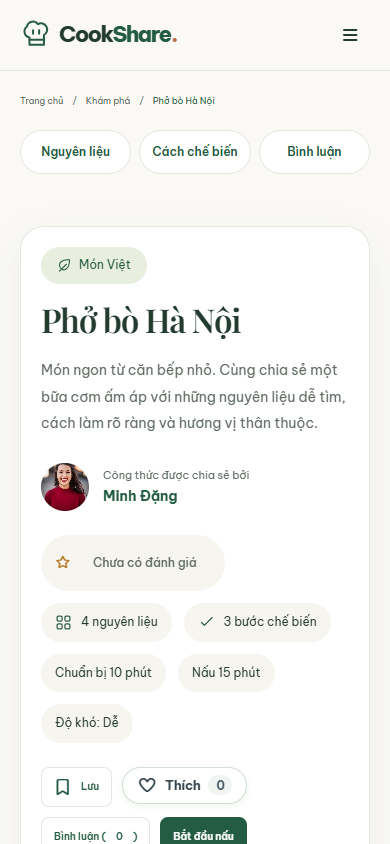 CookShare.
Trang chủ / Khám phá / Phở bò Hà Nội
Nguyên liệu
Cách chế biến
Bình luận
Món Việt
Phở bò Hà Nội
Món ngon từ căn bếp nhỏ. Cùng chia sẻ một
bữa cơm ấm áp với những nguyên liệu dễ tìm,
cách làm rõ ràng và hương vị thân thuộc.
Công thức được chia sẻ bởi
Minh Đặng
Chưa có đánh giá
4 nguyên liệu
3 bước chế biến
Chuẩn bị 10 phút
Nấu 15 phút
Độ khó: Dễ
Lưu
Thích 0
Bình luận ( 0 )
Bắt đầu nấu